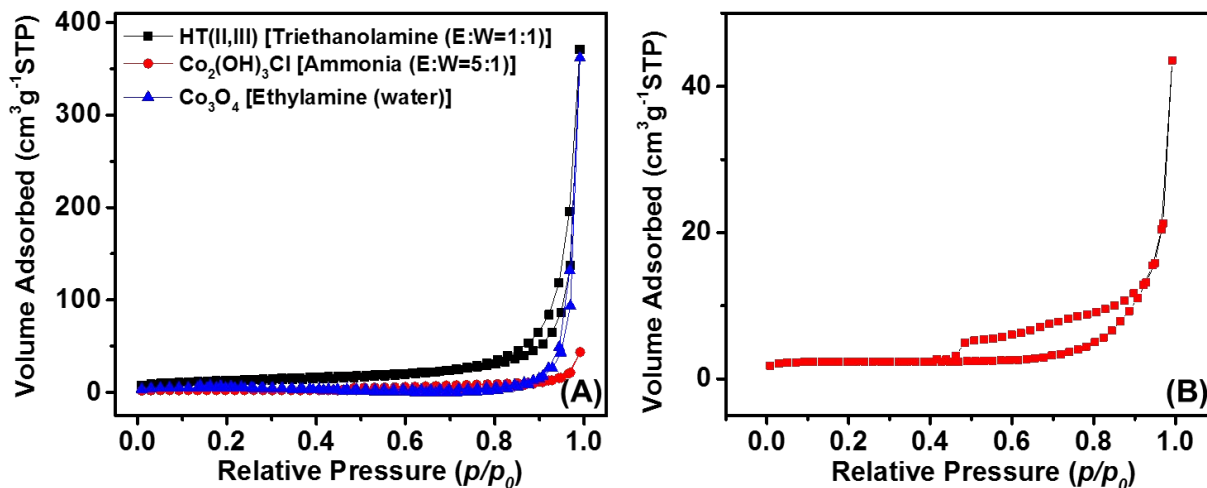 Volume Adsorbed (cm³g⁻¹STP)
400
300
200
100
0
HT(II,III) [Triethanolamine (E:W=1:1)]
Co₂(OH)₃Cl [Ammonia (E:W=5:1)]
Co₃O₄ [Ethylamine (water)]
(A)
0.0 0.2 0.4 0.6 0.8 1.0
Relative Pressure (p/p₀)
Volume Adsorbed (cm³g⁻¹STP)
40
20
0
(B)
0.0 0.2 0.4 0.6 0.8 1.0
Relative Pressure (p/p₀)